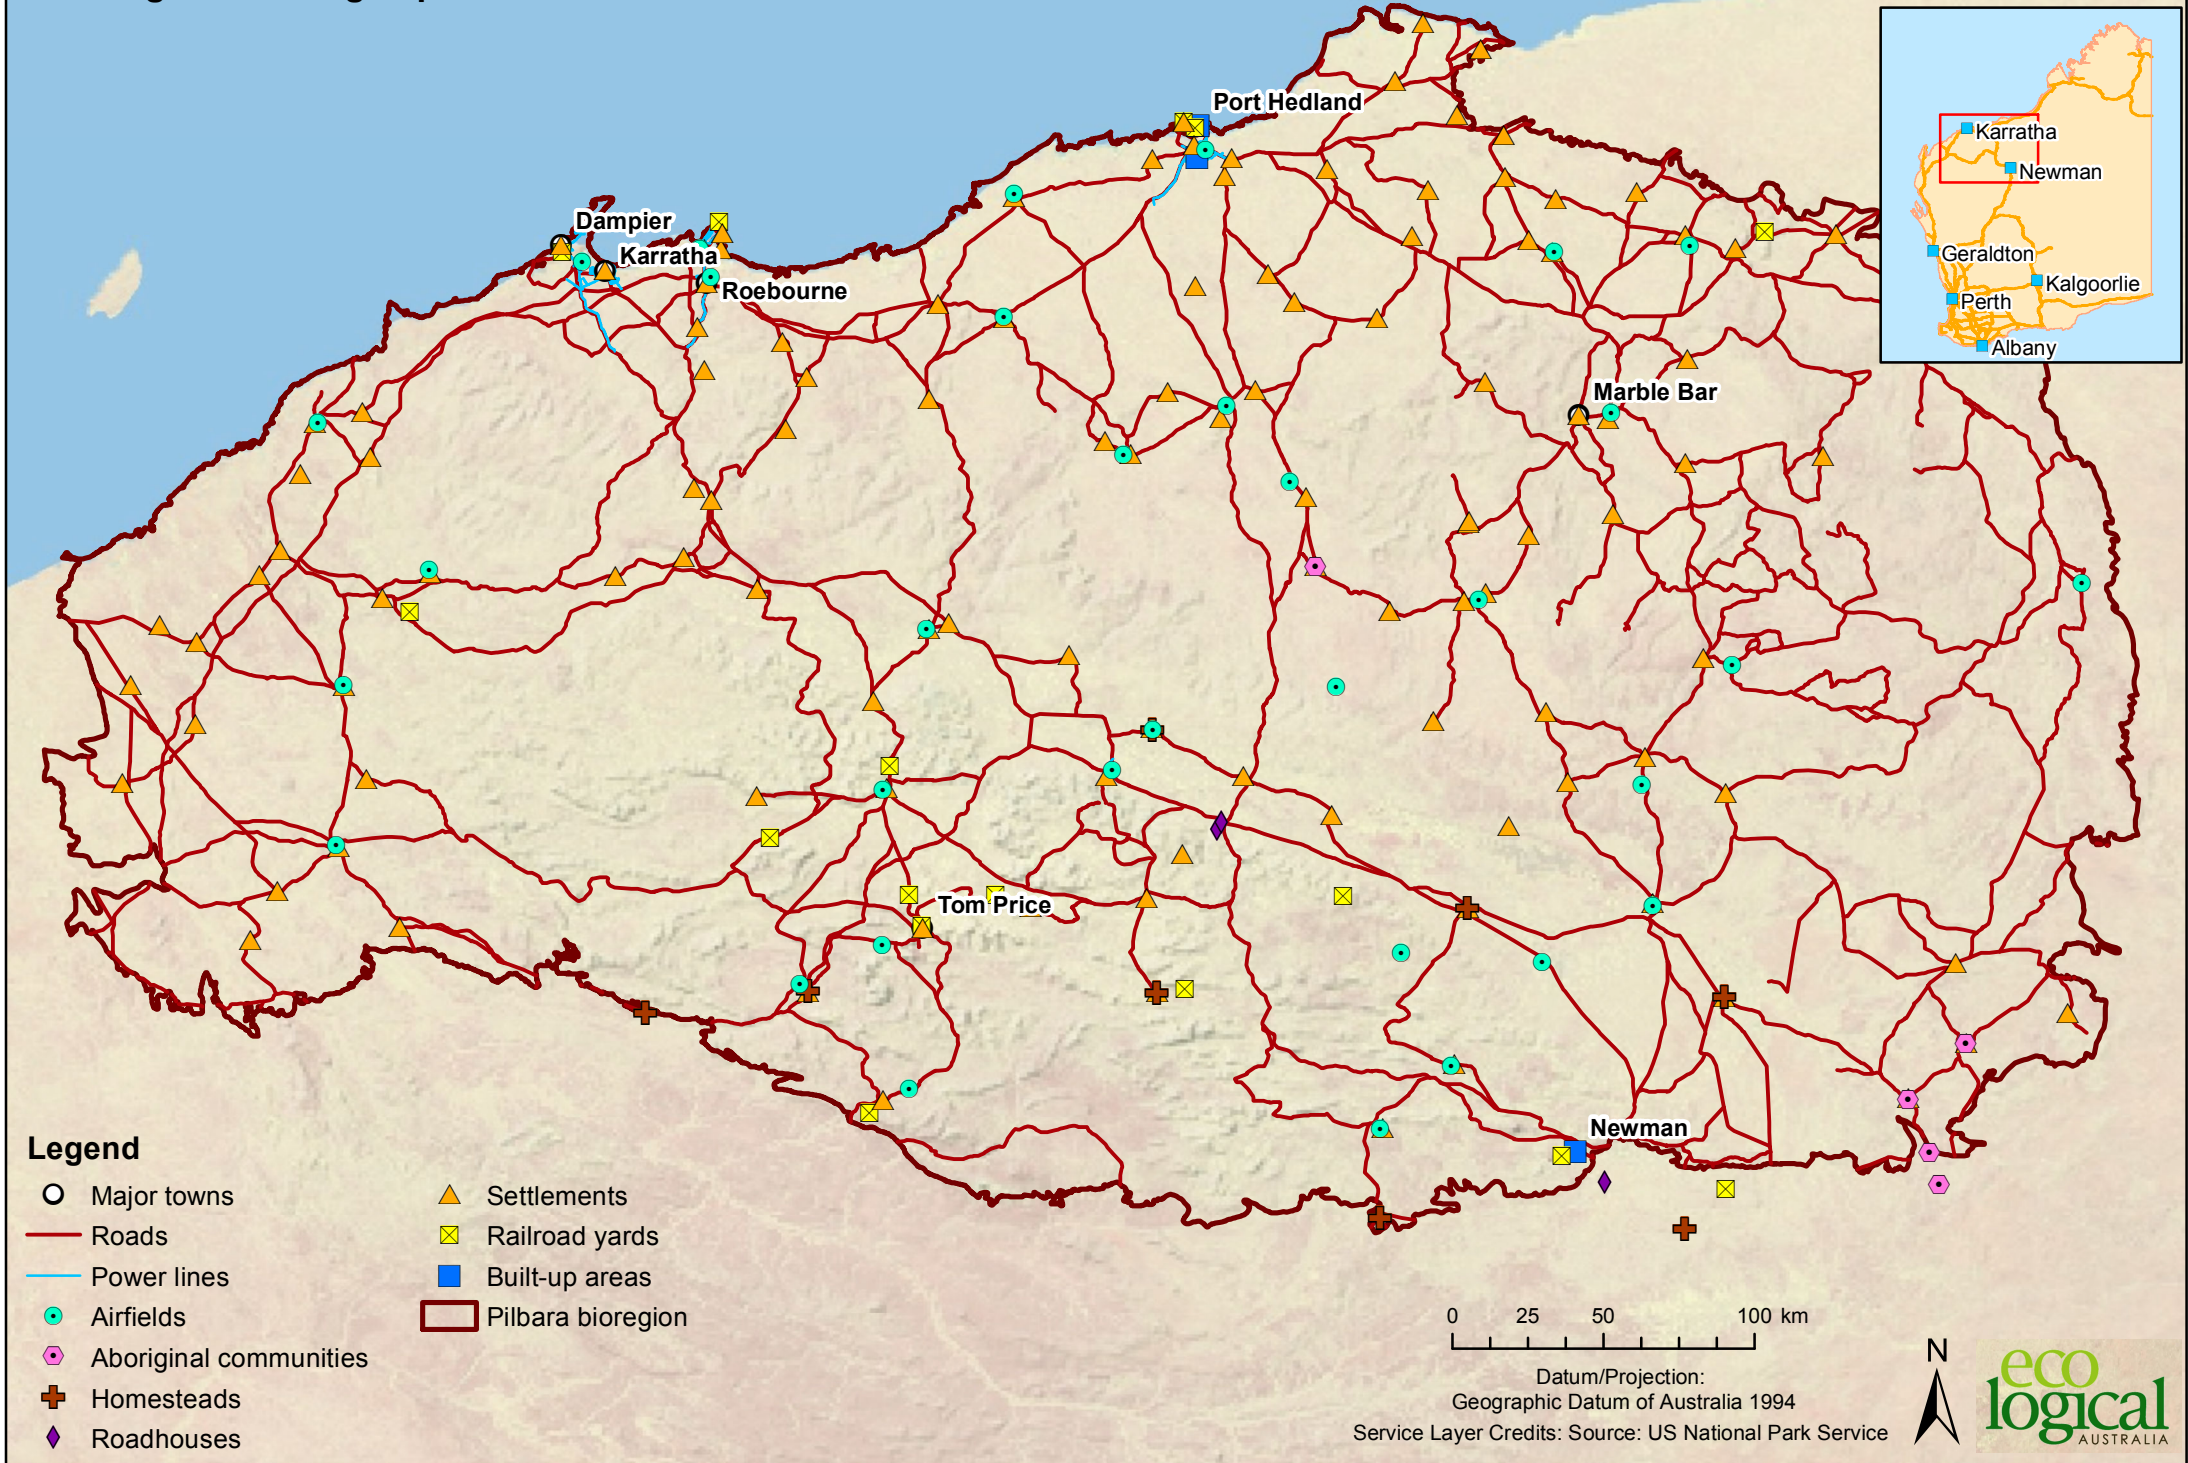 Port Hedland
Dampier
Karratha
Roebourne
Marble Bar
Tom Price
Newman
Karratha
Newman
Geraldton
Kalgoorlie
Perth
Albany
Legend
Major towns
Roads
Power lines
Airfields
Aboriginal communities
Homesteads
Roadhouses
Settlements
Railroad yards
Built-up areas
Pilbara bioregion
0 25 50 100 km
Datum/Projection:
Geographic Datum of Australia 1994
Service Layer Credits: Source: US National Park Service
N
eco
logical
AUSTRALIA